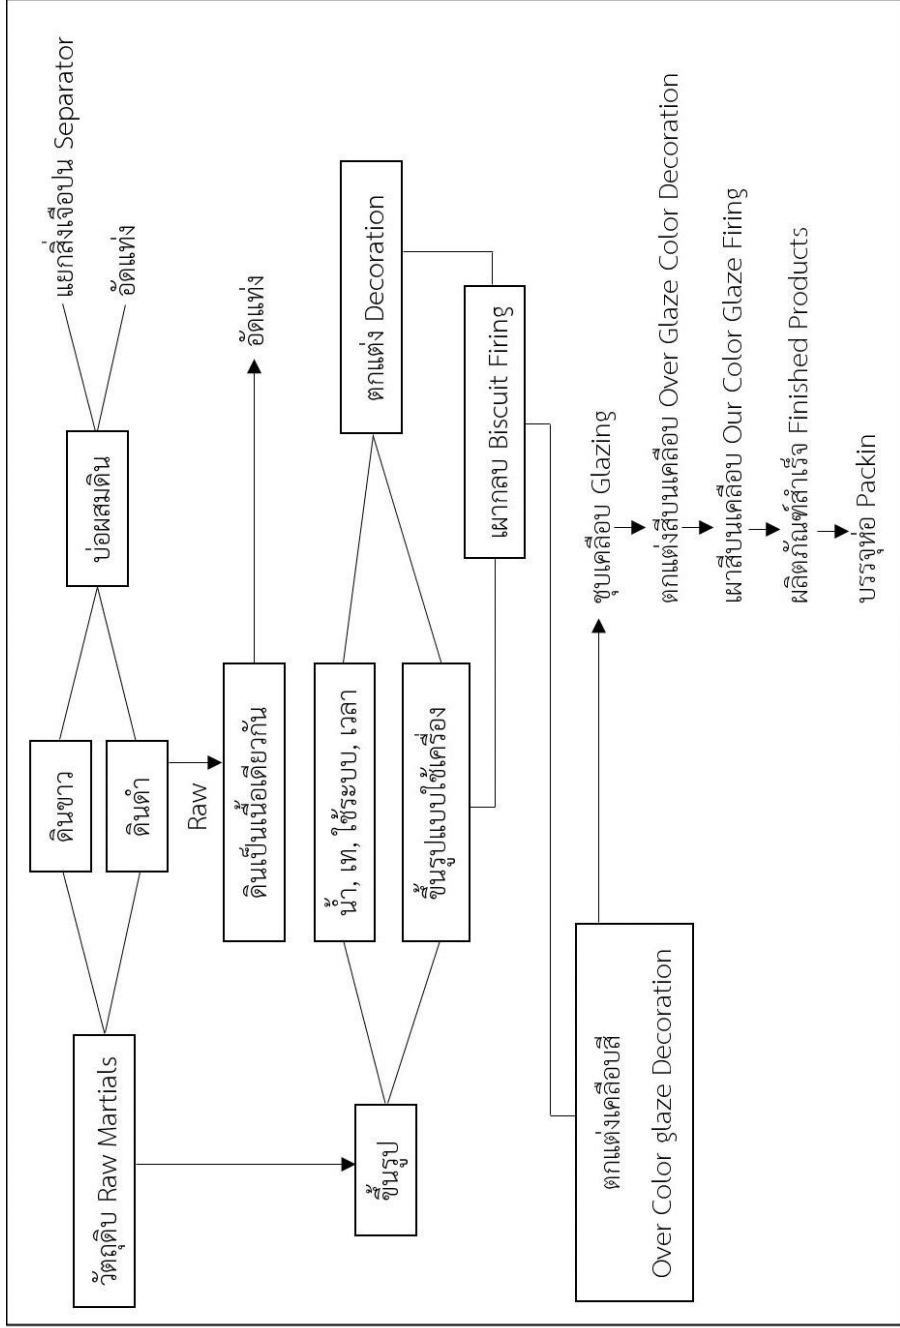 วัตถุดิบ Raw Martials
ดินขาว
ดินดำ
บ่อผสมดิน
แยกสิ่งเจือปน Separator
อัดแท่ง
Raw
ดินเป็นเนื้อเดียวกัน
อัดแท่ง
ขึ้นรูป
น้ำ, เท, ใช้ระบบ, เวลา
ขึ้นรูปแบบใช้เครื่อง
ตกแต่ง Decoration
เผากลบ Biscuit Firing
ตกแต่งเคลือบสี
Over Color glaze Decoration
ชุบเคลือบ Glazing
ตกแต่งสีบนเคลือบ Over Glaze Color Decoration
เผาสีบนเคลือบ Our Color Glaze Firing
ผลิตภัณฑ์สำเร็จ Finished Products
บรรจุห่อ Packin